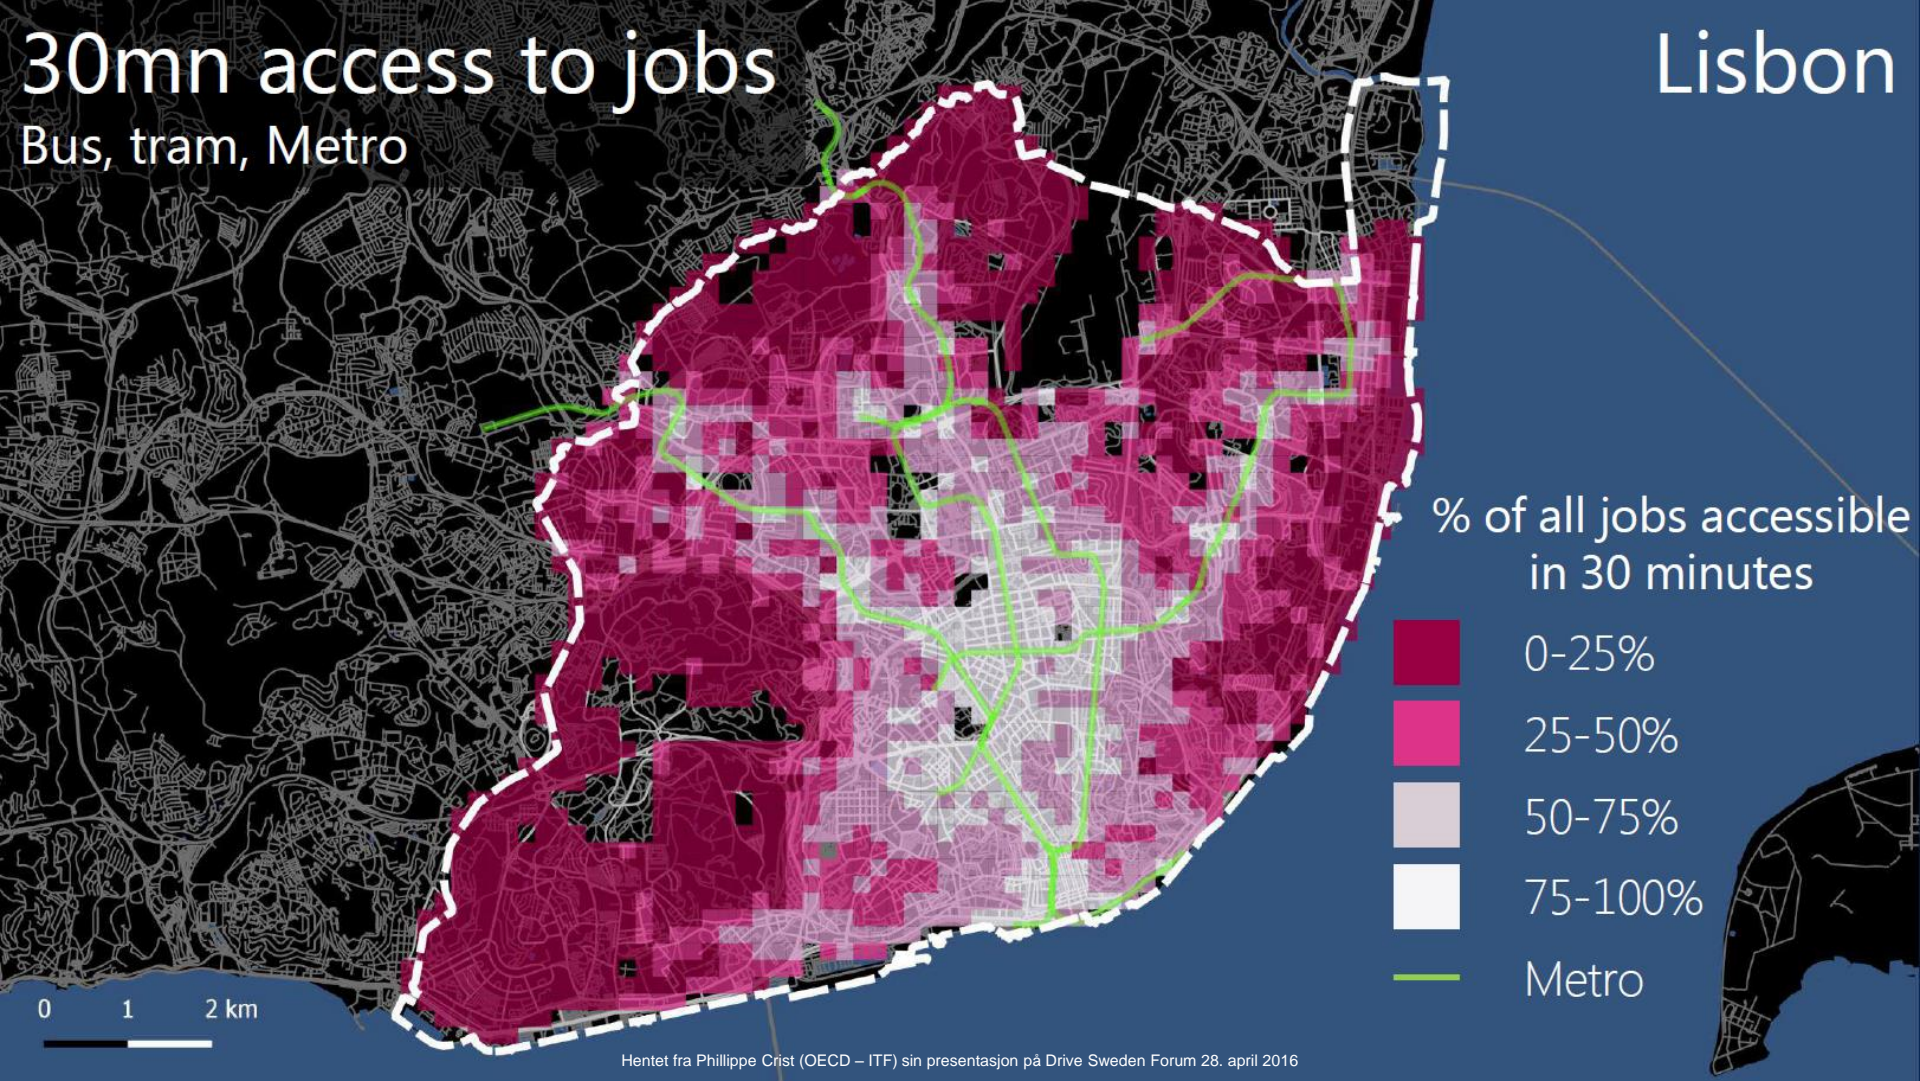 30mn access to jobs
Bus, tram, Metro
Lisbon
% of all jobs accessible
in 30 minutes
0-25%
25-50%
50-75%
75-100%
Metro
0 1 2 km
Hentet fra Phillippe Crist (OECD – ITF) sin presentasjon på Drive Sweden Forum 28. april 2016